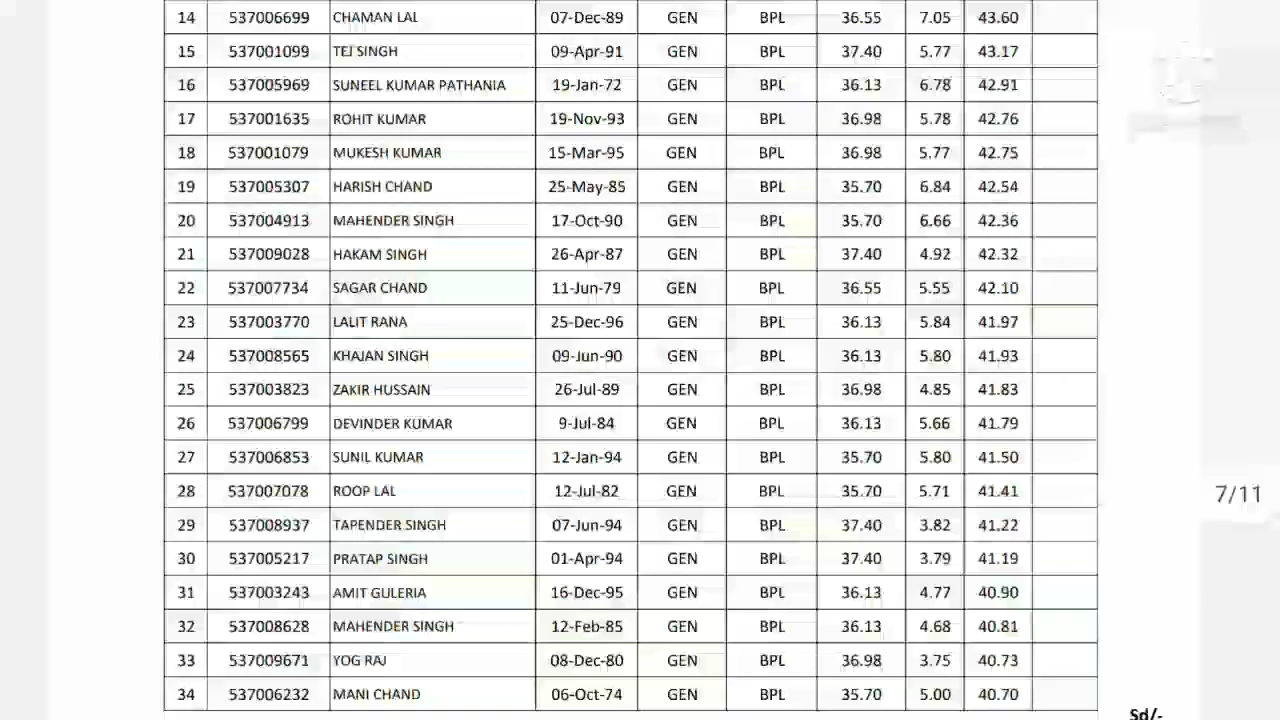 14 537006699 CHAMAN LAL 07-Dec-89 GEN BPL 36.55 7.05 43.60
15 537001099 TEJ SINGH 09-Apr-91 GEN BPL 37.40 5.77 43.17
16 537005969 SUNEEL KUMAR PATHANIA 19-Jan-72 GEN BPL 36.13 6.78 42.91
17 537001635 ROHIT KUMAR 19-Nov-93 GEN BPL 36.98 5.78 42.76
18 537001079 MUKESH KUMAR 15-Mar-95 GEN BPL 36.98 5.77 42.75
19 537005307 HARISH CHAND 25-May-85 GEN BPL 35.70 6.84 42.54
20 537004913 MAHENDER SINGH 17-Oct-90 GEN BPL 35.70 6.66 42.36
21 537009028 HAKAM SINGH 26-Apr-87 GEN BPL 37.40 4.92 42.32
22 537007734 SAGAR CHAND 11-Jun-79 GEN BPL 36.55 5.55 42.10
23 537003770 LALIT RANA 25-Dec-96 GEN BPL 36.13 5.84 41.97
24 537008565 KHAJAN SINGH 09-Jun-90 GEN BPL 36.13 5.80 41.93
25 537003823 ZAKIR HUSSAIN 26-Jul-89 GEN BPL 36.98 4.85 41.83
26 537006799 DEVINDER KUMAR 9-Jul-84 GEN BPL 36.13 5.66 41.79
27 537006853 SUNIL KUMAR 12-Jan-94 GEN BPL 35.70 5.80 41.50
28 537007078 ROOP LAL 12-Jul-82 GEN BPL 35.70 5.71 41.41
29 537008937 TAPENDER SINGH 07-Jun-94 GEN BPL 37.40 3.82 41.22
30 537005217 PRATAP SINGH 01-Apr-94 GEN BPL 37.40 3.79 41.19
31 537003243 AMIT GULERIA 16-Dec-95 GEN BPL 36.13 4.77 40.90
32 537008628 MAHENDER SINGH 12-Feb-85 GEN BPL 36.13 4.68 40.81
33 537009671 YOG RAJ 08-Dec-80 GEN BPL 36.98 3.75 40.73
34 537006232 MANI CHAND 06-Oct-74 GEN BPL 35.70 5.00 40.70
7/11
Sd/-